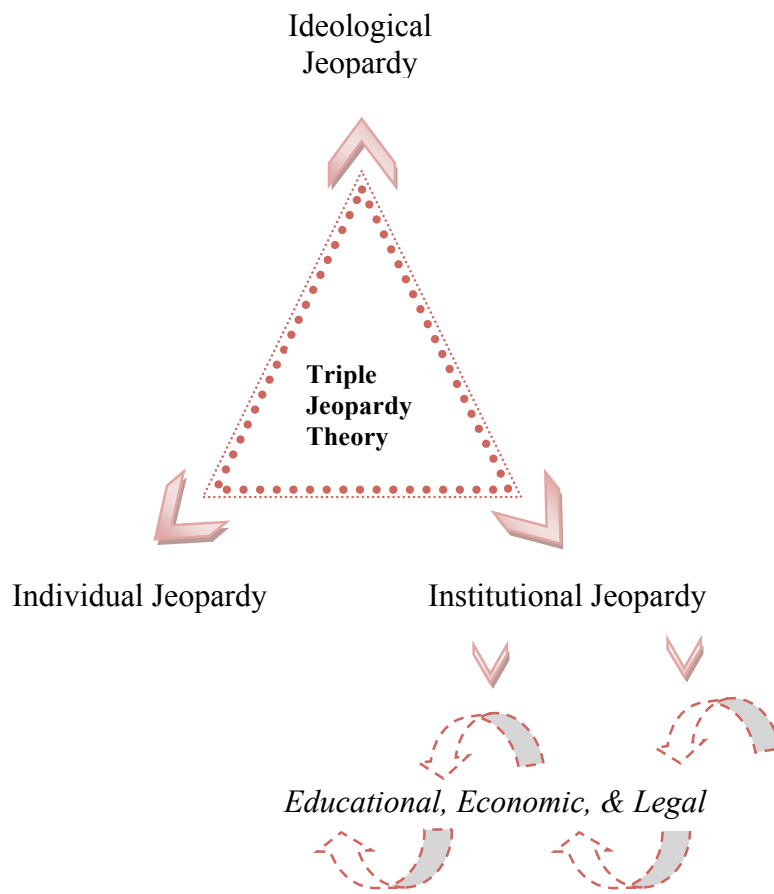 Ideological
Jeopardy
Triple
Jeopardy
Theory
Individual Jeopardy
Institutional Jeopardy
Educational, Economic, & Legal